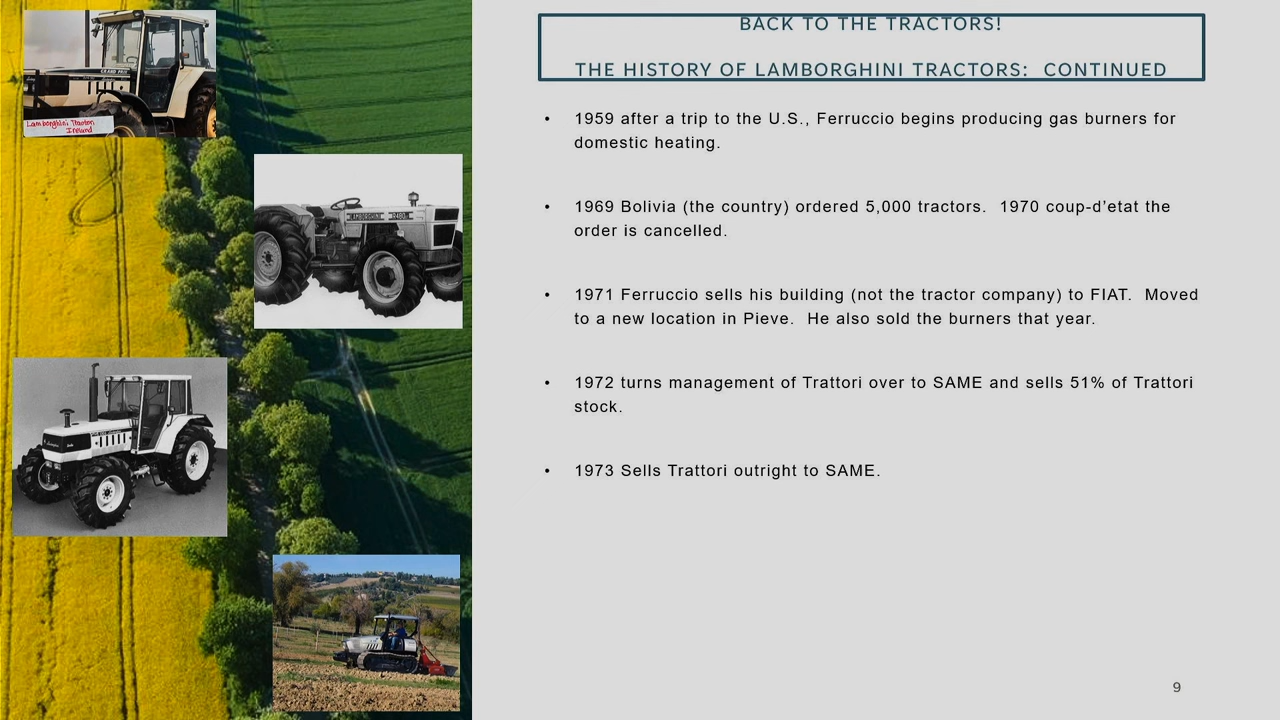 BACK TO THE TRACTORS!
THE HISTORY OF LAMBORGHINI TRACTORS:  CONTINUED
• 1959 after a trip to the U.S., Ferruccio begins producing gas burners for
domestic heating.
• 1969 Bolivia (the country) ordered 5,000 tractors.  1970 coup-d’etat the
order is cancelled.
• 1971 Ferruccio sells his building (not the tractor company) to FIAT.  Moved
to a new location in Pieve.  He also sold the burners that year.
• 1972 turns management of Trattori over to SAME and sells 51% of Trattori
stock.
• 1973 Sells Trattori outright to SAME.
GRAND PRIX
Lamborghini Tractor
Ireland
LAMBORGHINI R480
9